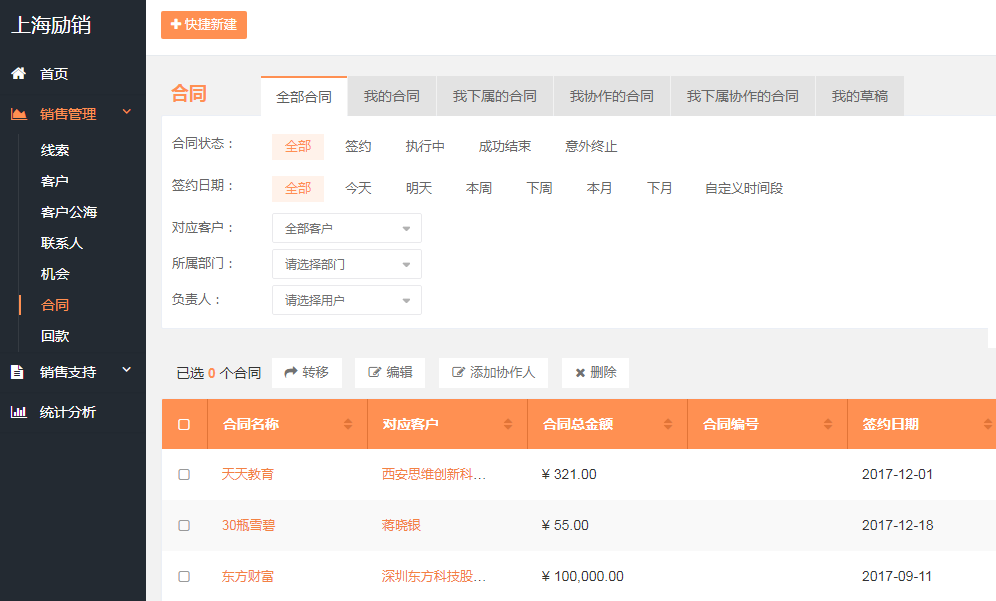 上海励销
快捷新建
首页
销售管理
线索
客户
客户公海
联系人
机会
合同
回款
销售支持
统计分析
合同 全部合同 我的合同 我下属的合同 我协作的合同 我下属协作的合同 我的草稿
合同状态： 全部 签约 执行中 成功结束 意外终止
签约日期： 全部 今天 明天 本周 下周 本月 下月 自定义时间段
对应客户： 全部客户
所属部门： 请选择部门
负责人： 请选择用户
已选 0 个合同 转移 编辑 添加协作人 删除
合同名称 对应客户 合同总金额 合同编号 签约日期
天天教育 西安思维创新科... ¥ 321.00 2017-12-01
30瓶雪碧 蒋晓银 ¥ 55.00 2017-12-18
东方财富 深圳东方科技股... ¥ 100,000.00 2017-09-11